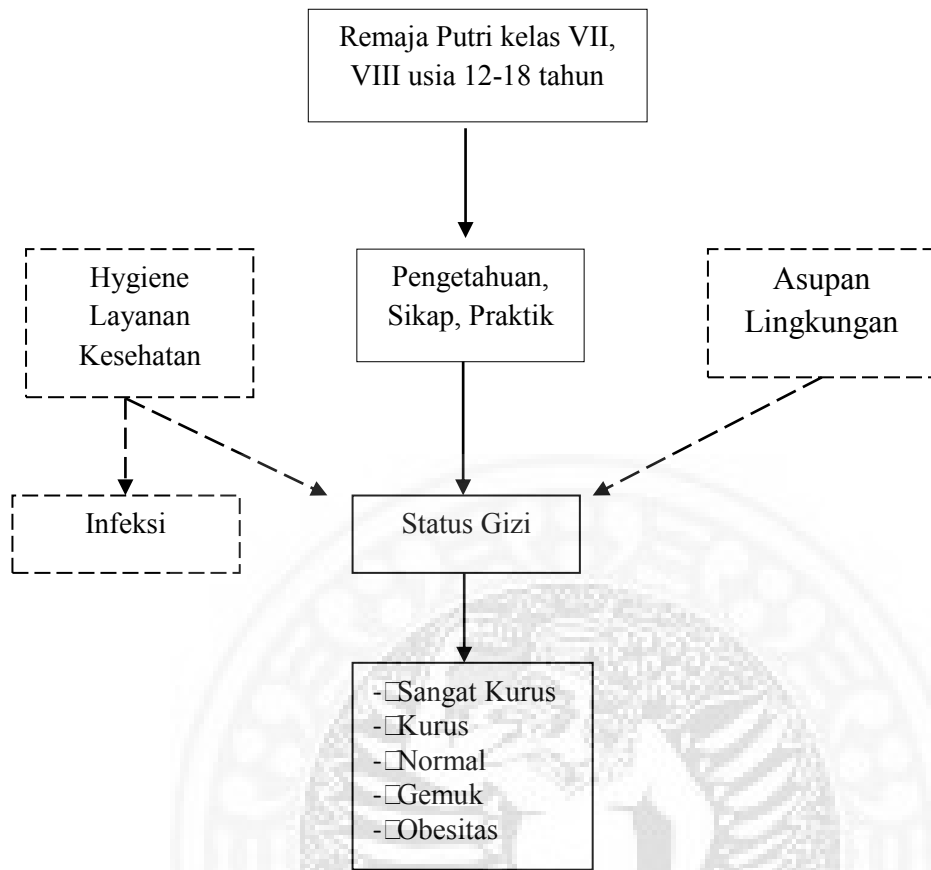 Remaja Putri kelas VII,
VIII usia 12-18 tahun
Hygiene
Layanan
Kesehatan
Pengetahuan,
Sikap, Praktik
Asupan
Lingkungan
Infeksi
Status Gizi
-□Sangat Kurus
-□Kurus
-□Normal
-□Gemuk
-□Obesitas